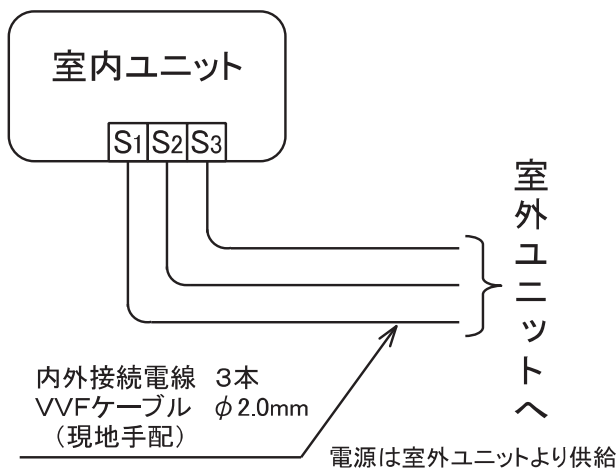 室内ユニット
S1 S2 S3
室外ユニットへ
内外接続電線 3本
VVFケーブル φ2.0mm
(現地手配)
電源は室外ユニットより供給